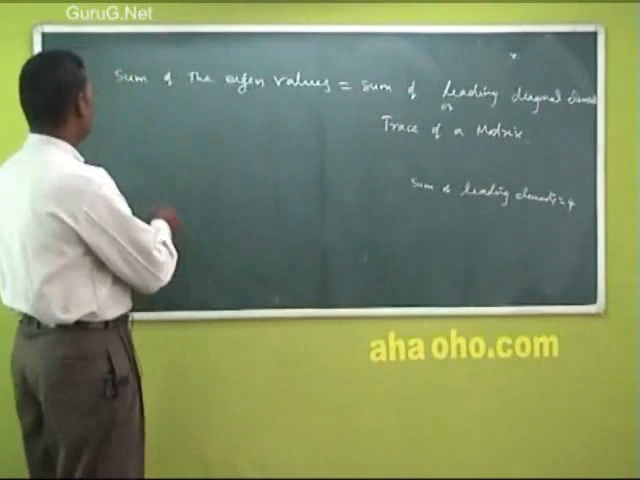 GuruG.Net
Sum of the eigen values = Sum of leading diagonal
or
Trace of a Matrix.
Sum of leading elements = 4
aha oho.com